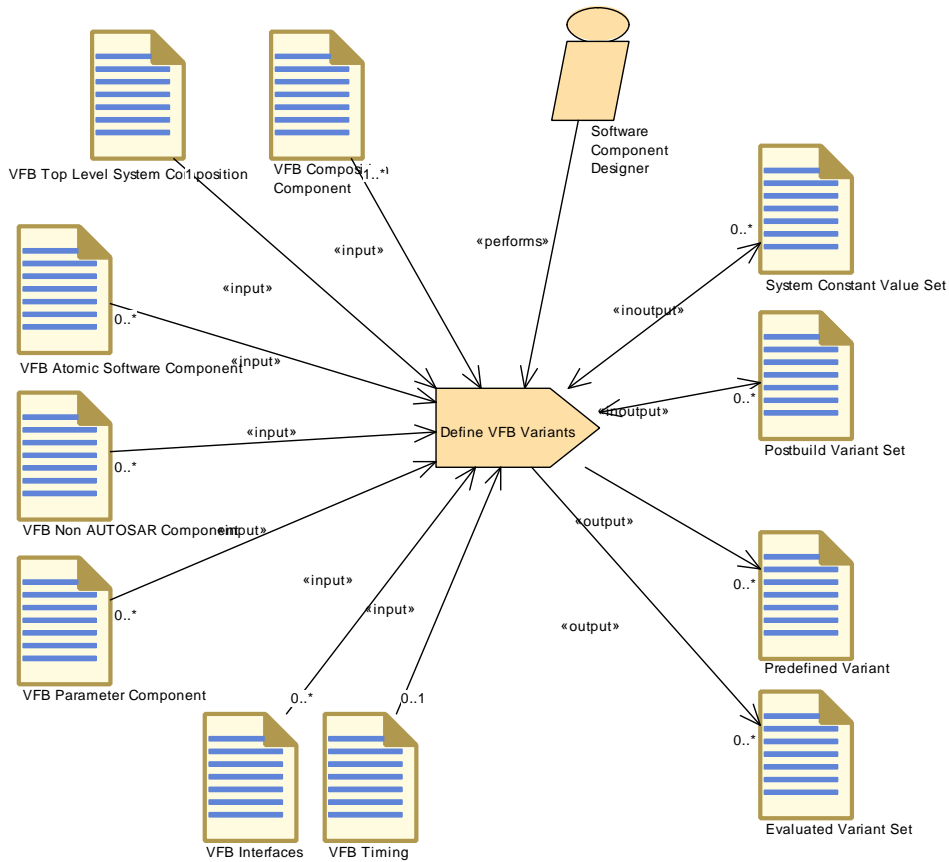 Software
Component
Designer
VFB Top Level System Composition
1
VFB Composition
Component
1..*
«input»
«performs»
0..*
System Constant Value Set
«input»
«inoutput»
0..*
«input»
VFB Atomic Software Component
«inoutput»
0..*
Define VFB Variants
«input»
Postbuild Variant Set
0..*
VFB Non AUTOSAR Component
«input»
«output»
«input»
0..*
«input»
0..*
«output»
Predefined Variant
VFB Parameter Component
0..*
0..1
0..*
VFB Interfaces
VFB Timing
Evaluated Variant Set